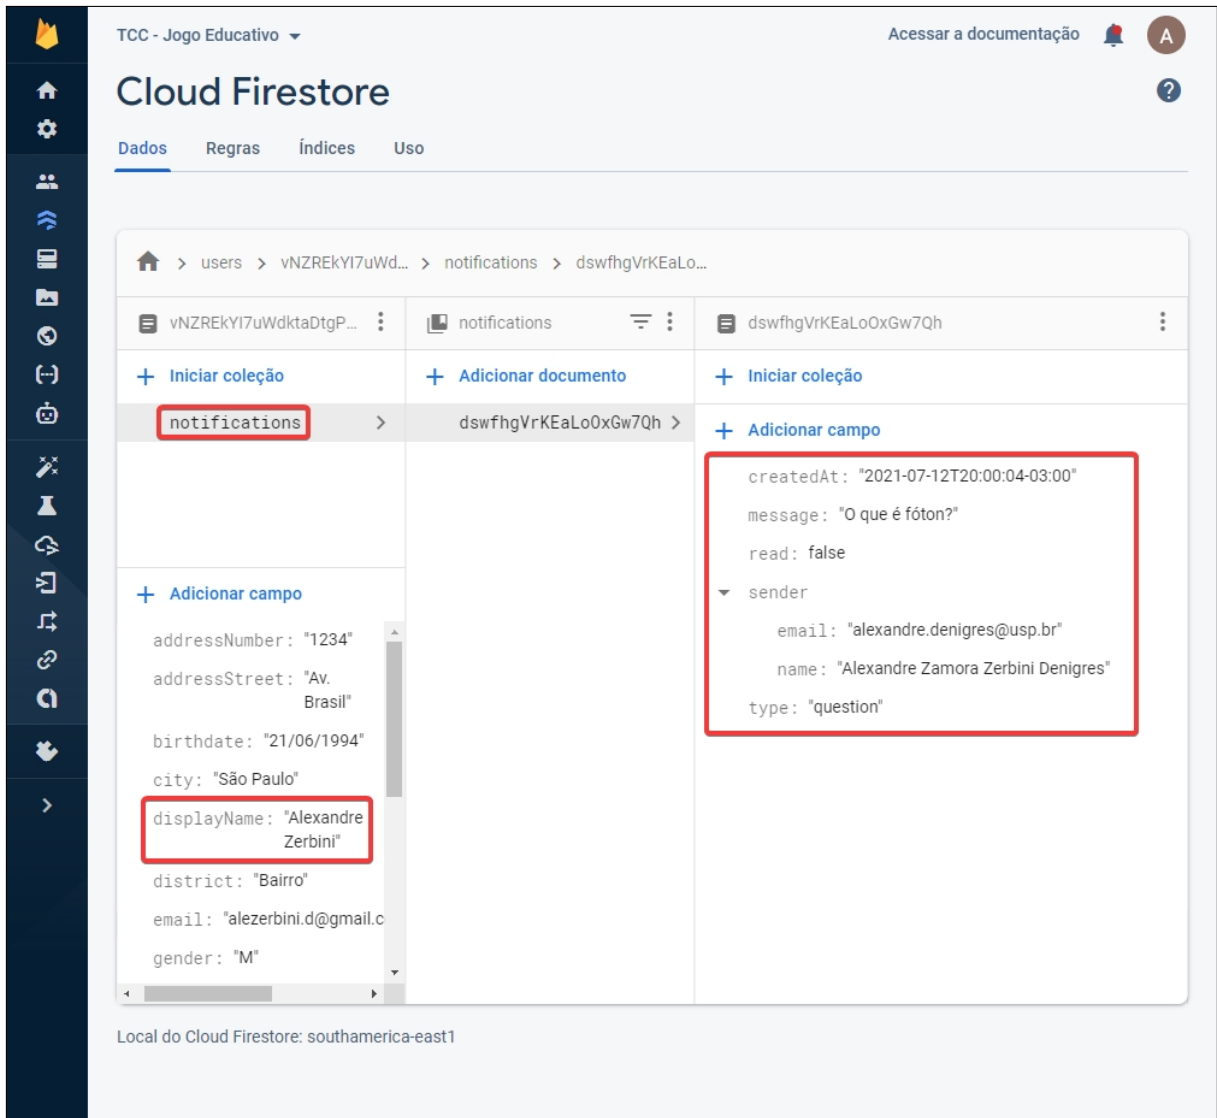 TCC - Jogo Educativo
Acessar a documentação
A
Cloud Firestore
Dados Regras Índices Uso
users > vNZREkYI7uWd... > notifications > dswfhgVrKEaLo...
vNZREkYI7uWdktaDtgP...
+ Iniciar coleção
notifications
+ Adicionar campo
addressNumber: "1234"
addressStreet: "Av.
Brasil"
birthdate: "21/06/1994"
city: "São Paulo"
displayName: "Alexandre
Zerbini"
district: "Bairro"
email: "alezerbini.d@gmail.c
gender: "M"
notifications
+ Adicionar documento
dswfhgVrKEaLoOxGw7Qh
dswfhgVrKEaLoOxGw7Qh
+ Iniciar coleção
+ Adicionar campo
createdAt: "2021-07-12T20:00:04-03:00"
message: "O que é fóton?"
read: false
sender
email: "alexandre.denigres@usp.br"
name: "Alexandre Zamora Zerbini Denigres"
type: "question"
Local do Cloud Firestore: southamerica-east1